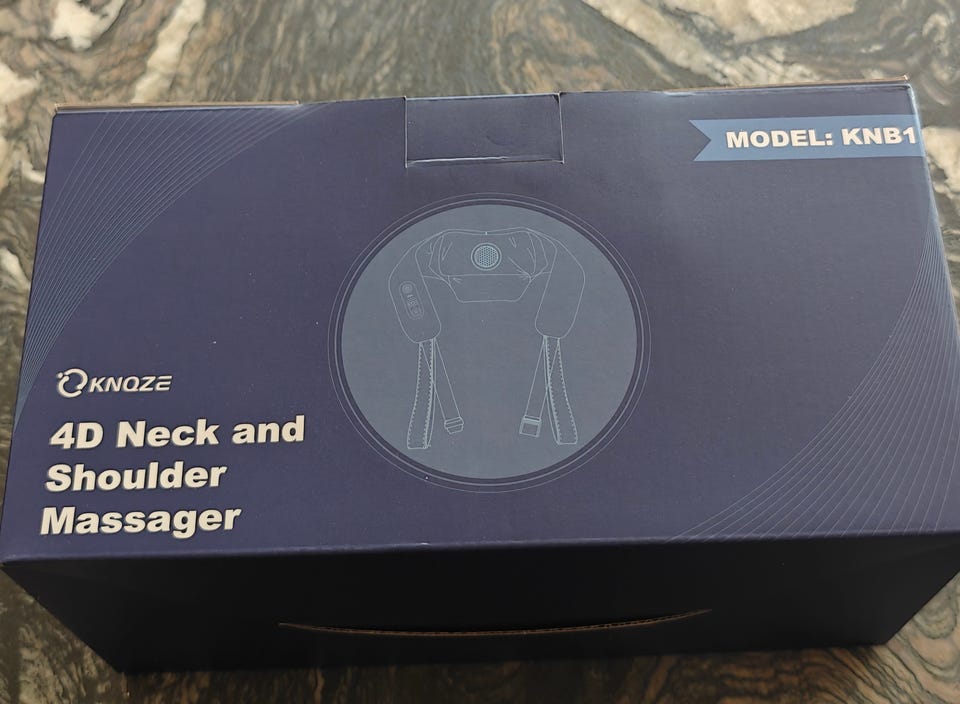 MODEL: KNB1
KNQZE
4D Neck and
Shoulder
Massager